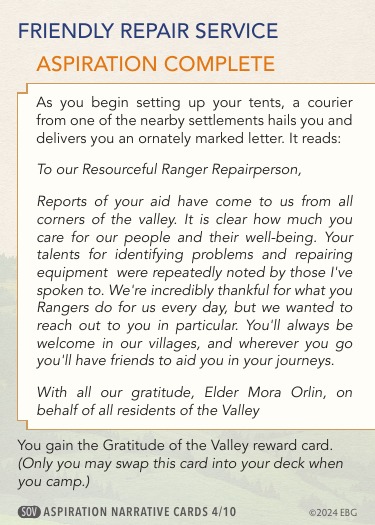 FRIENDLY REPAIR SERVICE
ASPIRATION COMPLETE
As you begin setting up your tents, a courier
from one of the nearby settlements hails you and
delivers you an ornately marked letter. It reads:
To our Resourceful Ranger Repairperson,
Reports of your aid have come to us from all
corners of the valley. It is clear how much you
care for our people and their well-being. Your
talents for identifying problems and repairing
equipment were repeatedly noted by those I've
spoken to. We're incredibly thankful for what you
Rangers do for us every day, but we wanted to
reach out to you in particular. You'll always be
welcome in our villages, and wherever you go
you'll have friends to aid you in your journeys.
With all our gratitude, Elder Mora Orlin, on
behalf of all residents of the Valley
You gain the Gratitude of the Valley reward card.
(Only you may swap this card into your deck when
you camp.)
SOV ASPIRATION NARRATIVE CARDS 4/10 ©2024 EBG